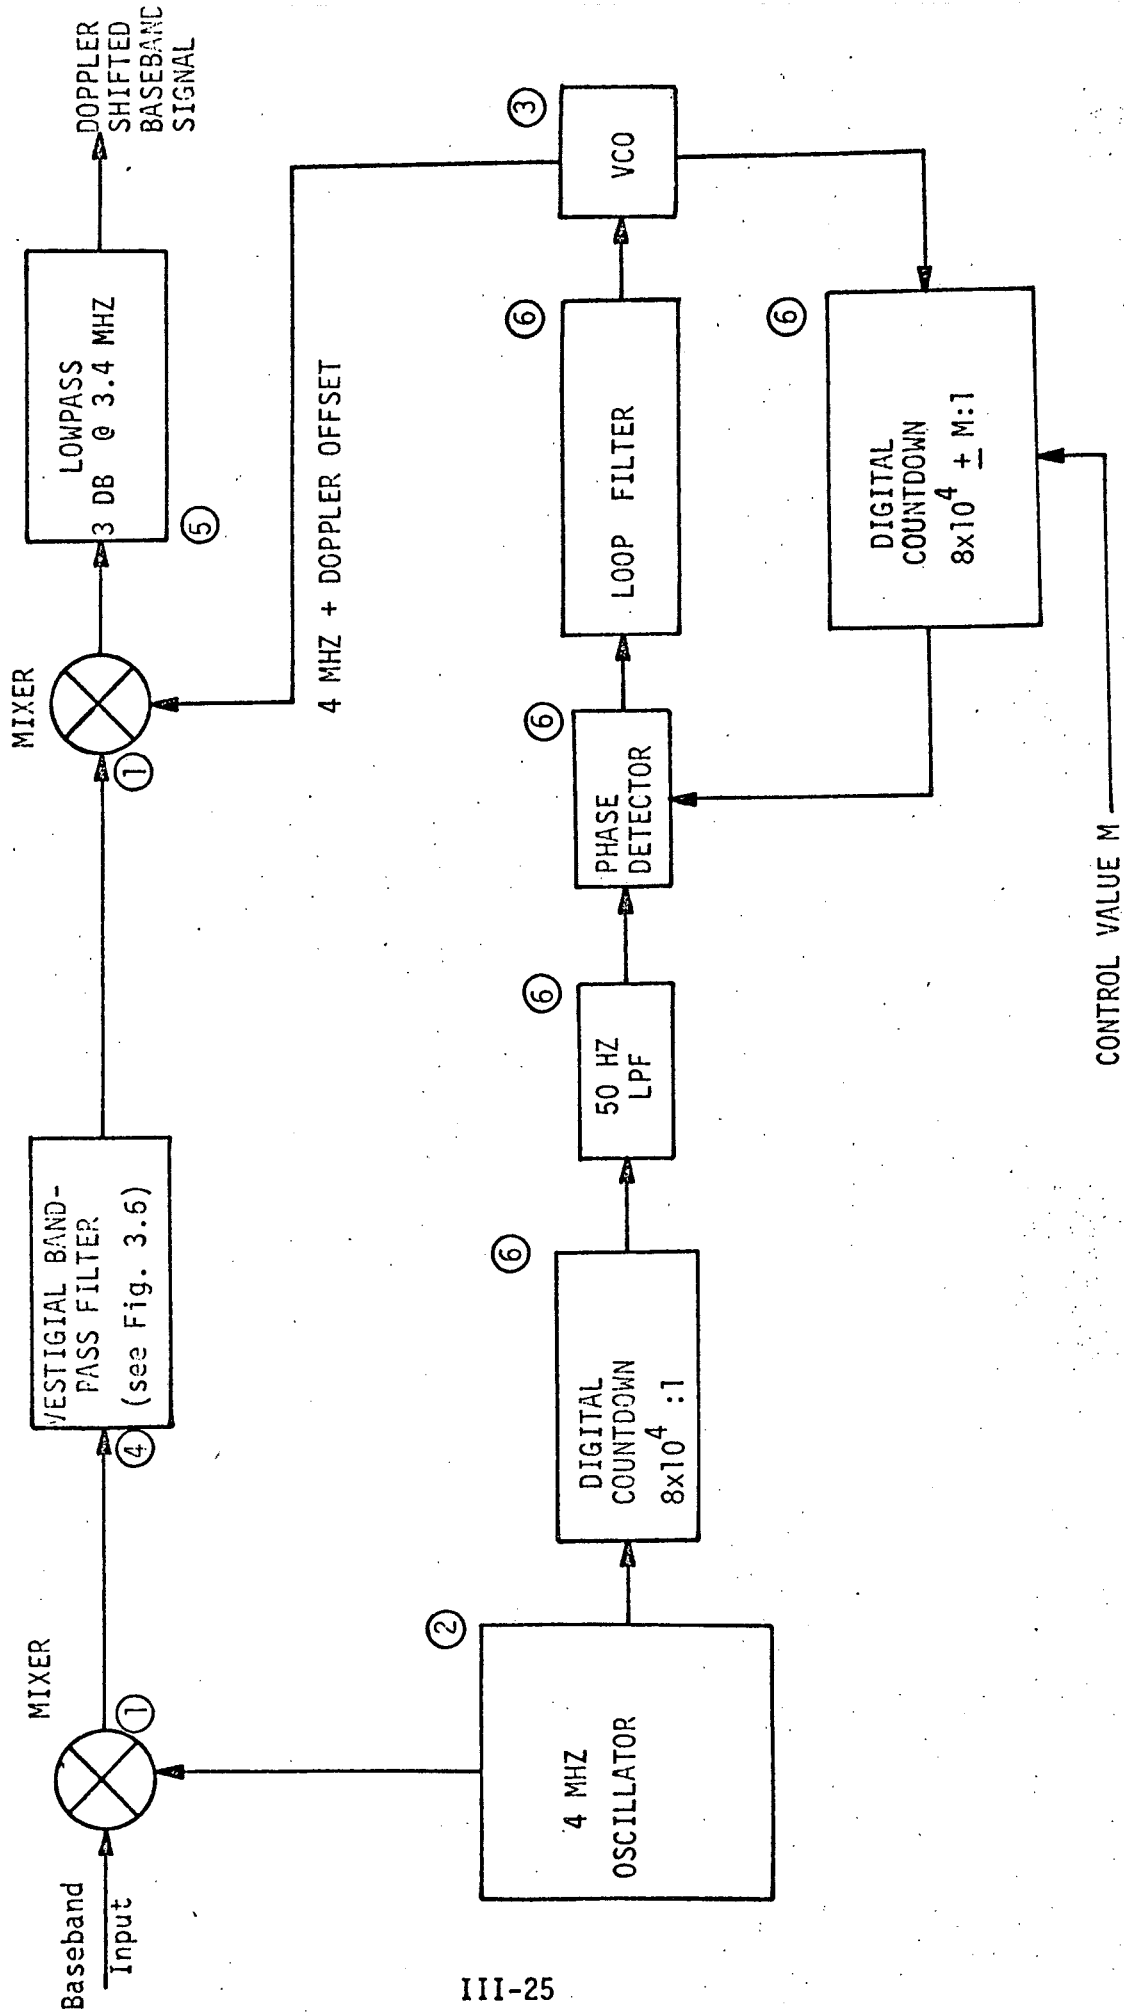 Baseband
Input
MIXER
1
VESTIGIAL BAND-
PASS FILTER
(see Fig. 3.6)
4
MIXER
1
LOWPASS
3 DB @ 3.4 MHZ
5
DOPPLER
SHIFTED
BASEBAND
SIGNAL
4 MHZ + DOPPLER OFFSET
4 MHZ
OSCILLATOR
2
DIGITAL
COUNTDOWN
8x10⁴ :1
6
50 HZ
LPF
6
PHASE
DETECTOR
6
LOOP FILTER
6
VCO
3
DIGITAL
COUNTDOWN
8x10⁴ ± M:1
6
CONTROL VALUE M
III-25